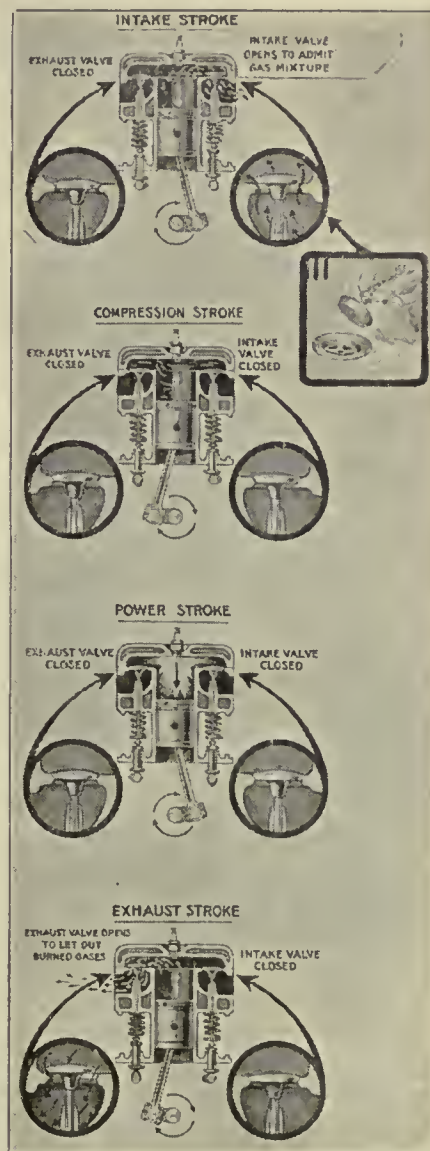 INTAKE STROKE
EXHAUST VALVE
CLOSED
INTAKE VALVE
OPENS TO ADMIT
GAS MIXTURE
COMPRESSION STROKE
EXHAUST VALVE
CLOSED
INTAKE
VALVE
CLOSED
POWER STROKE
EXHAUST VALVE
CLOSED
INTAKE VALVE
CLOSED
EXHAUST STROKE
EXHAUST VALVE OPENS
TO LET OUT
BURNED GASES
INTAKE VALVE
CLOSED